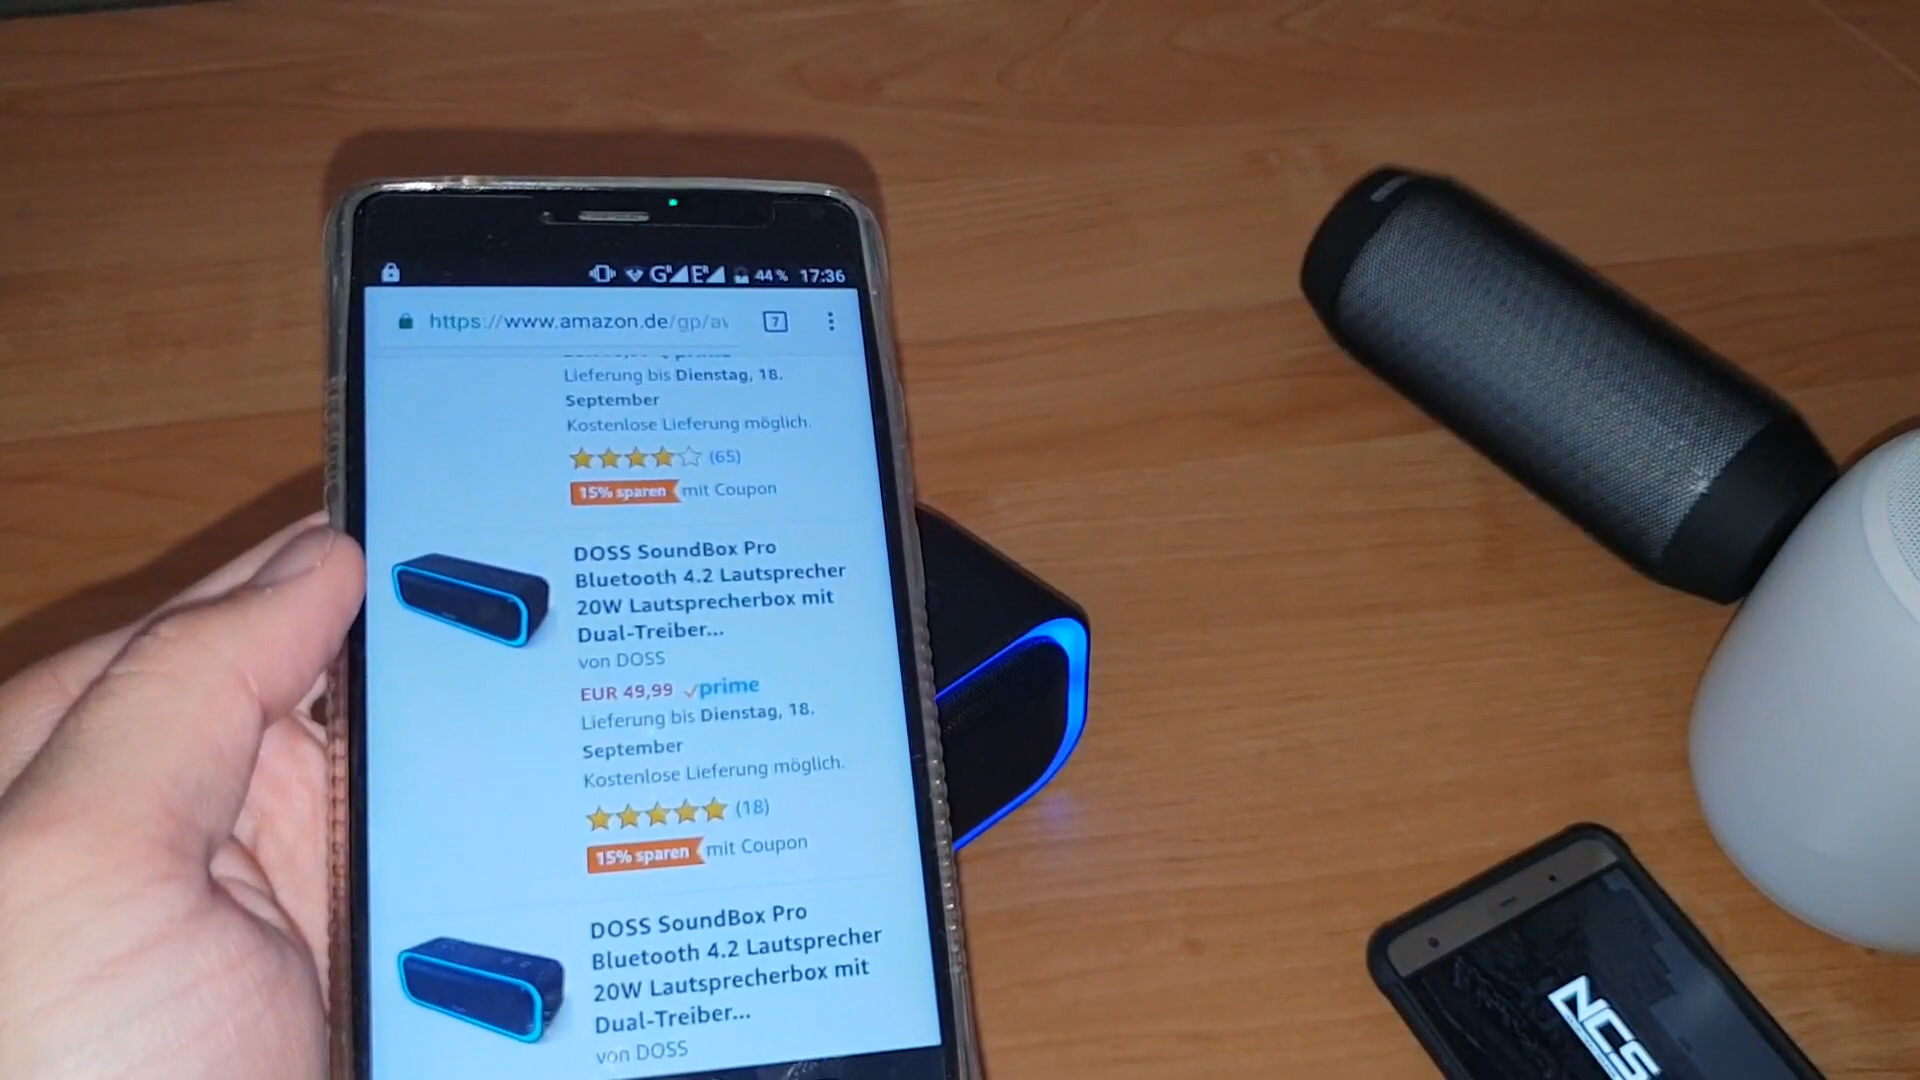 44 % 17:36
https://www.amazon.de/gp/a
7
Lieferung bis Dienstag, 18.
September
Kostenlose Lieferung möglich.
(65)
15% sparen mit Coupon
DOSS SoundBox Pro
Bluetooth 4.2 Lautsprecher
20W Lautsprecherbox mit
Dual-Treiber...
von DOSS
EUR 49,99 prime
Lieferung bis Dienstag, 18.
September
Kostenlose Lieferung möglich.
(18)
15% sparen mit Coupon
DOSS SoundBox Pro
Bluetooth 4.2 Lautsprecher
20W Lautsprecherbox mit
Dual-Treiber...
von DOSS
NCS